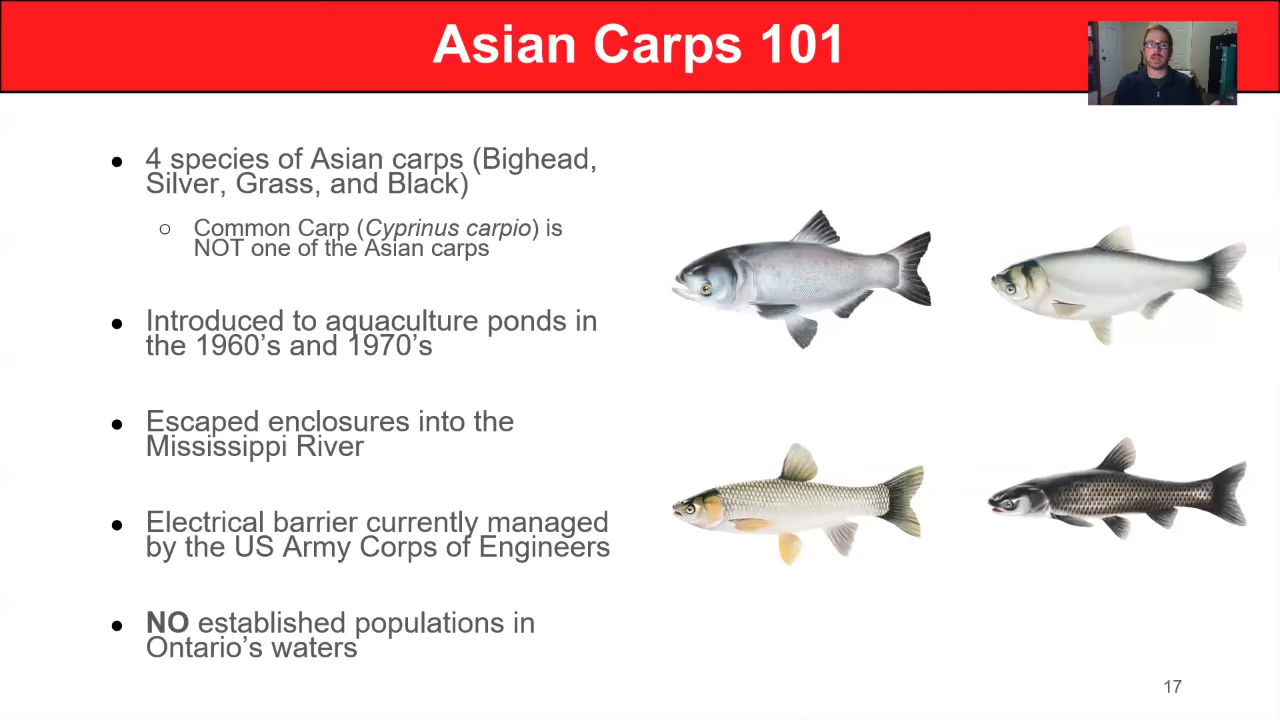 Asian Carps 101
● 4 species of Asian carps (Bighead,
Silver, Grass, and Black)
○ Common Carp (Cyprinus carpio) is
NOT one of the Asian carps
● Introduced to aquaculture ponds in
the 1960's and 1970's
● Escaped enclosures into the
Mississippi River
● Electrical barrier currently managed
by the US Army Corps of Engineers
● NO established populations in
Ontario's waters
17